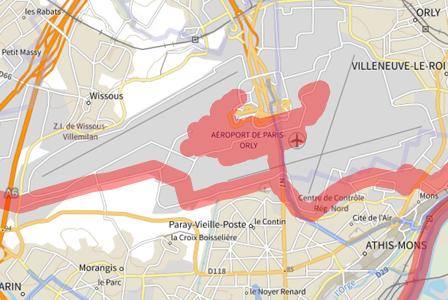 les Rabats
ORLY
Petit Massy
D66
VILLENEUVE-LE-ROI
Wissous
Z.I. de Wissous-
Villemilan
AÉROPORT DE PARIS
ORLY
A6
N7
Centre de Contrôle
Rég. Nord
Mons
Paray-Vieille-Poste
le Contin
Cité de l'Air
la Croix Boisselière
ATHIS-MONS
Morangis
D118
D29
l'Orge
le Parc
ARIN
le Noyer Renard